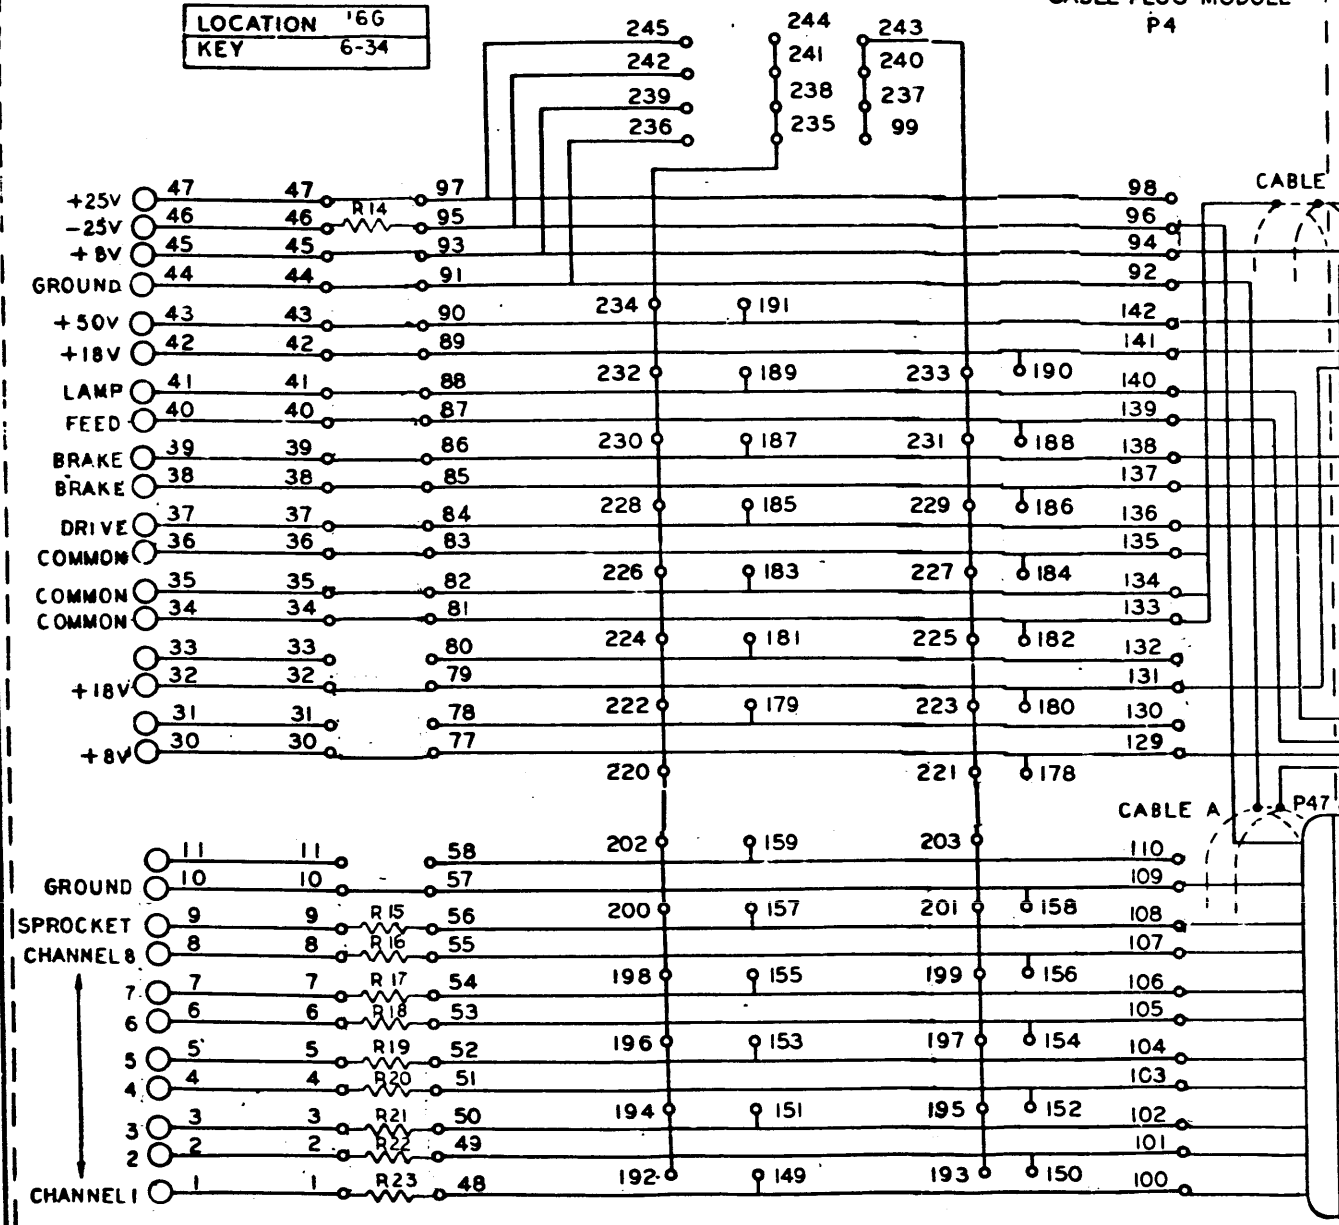 CABLE PLUG MODULE
P4
LOCATION 16G
KEY 6-34
245 244 243
242 241 240
239 238 237
236 235 99
CABLE
+25V 47 47 97 98
-25V 46 46 R14 95 96
+8V 45 45 93 94
GROUND 44 44 91 92
234 191
+50V 43 43 90 142
+18V 42 42 89 141
232 189 233 190
LAMP 41 41 88 140
FEED 40 40 87 139
230 187 231 188
BRAKE 39 39 86 138
BRAKE 38 38 85 137
228 185 229 186
DRIVE 37 37 84 136
COMMON 36 36 83 135
226 183 227 184
COMMON 35 35 82 134
COMMON 34 34 81 133
224 181 225 182
33 33 80 132
+18V 32 32 79 131
222 179 223 180
31 31 78 130
+8V 30 30 77 129
220 221 178
CABLE A P47
202 159 203
11 11 58 110
GROUND 10 10 57 109
200 157 201 158
SPROCKET 9 9 R15 56 108
CHANNEL 8 8 8 R16 55 107
198 155 199 156
7 7 7 R17 54 106
6 6 6 R18 53 105
196 153 197 154
5 5 5 R19 52 104
4 4 4 R20 51 103
194 151 195 152
3 3 3 R21 50 102
2 2 2 R22 49 101
192 149 193 150
CHANNEL 1 1 1 R23 48 100